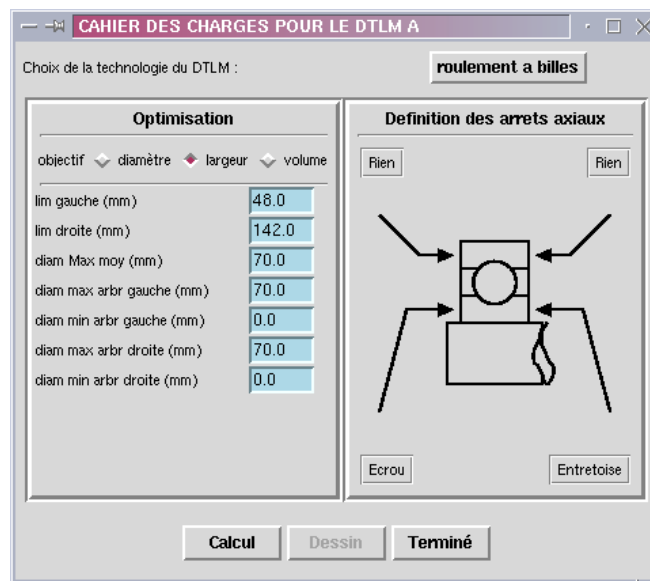 CAHIER DES CHARGES POUR LE DTLM A
Choix de la technologie du DTLM :
roulement a billes
Optimisation
objectif diamètre largeur volume
lim gauche (mm) 48.0
lim droite (mm) 142.0
diam Max moy (mm) 70.0
diam max arbr gauche (mm) 70.0
diam min arbr gauche (mm) 0.0
diam max arbr droite (mm) 70.0
diam min arbr droite (mm) 0.0
Definition des arrets axiaux
Rien Rien
Ecrou Entretoise
Calcul Dessin Terminé